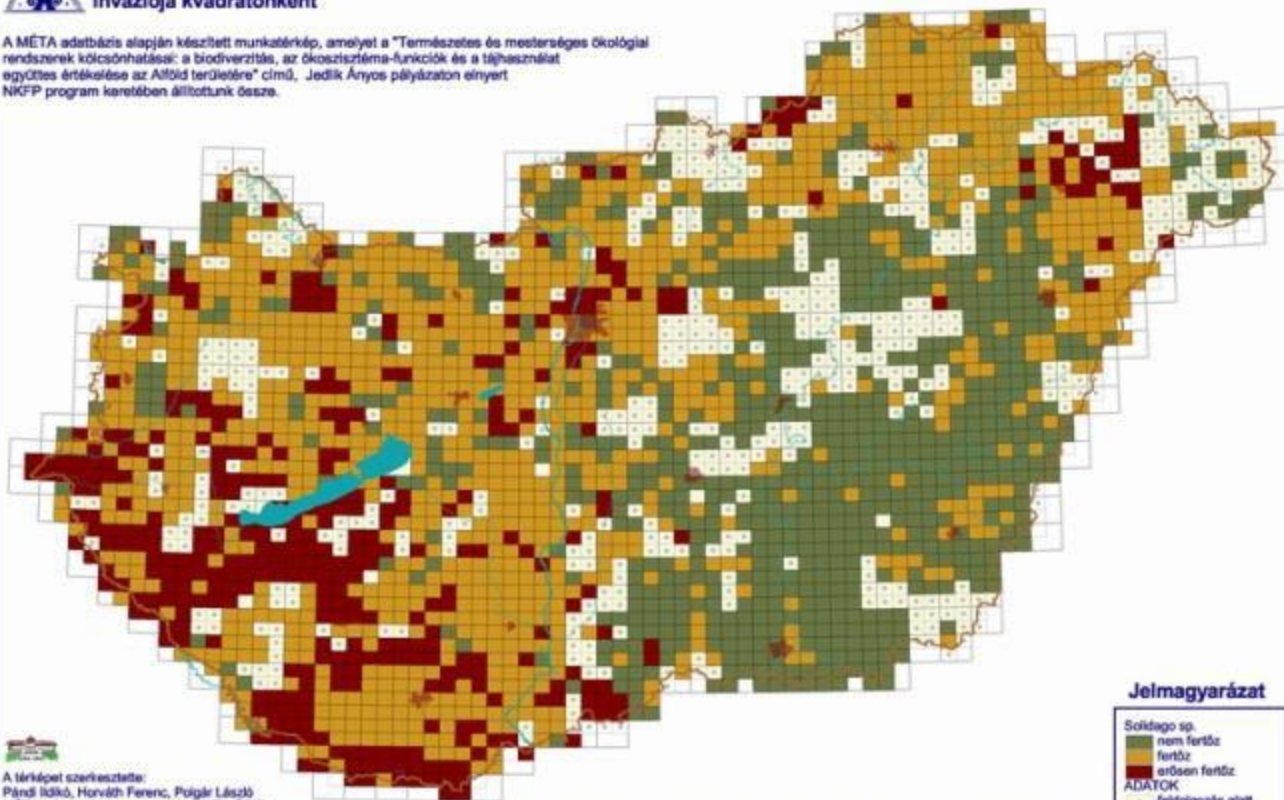 inváziója kvadrátonként
A MÉTA adatbázis alapján készített munkatérkép, amelyet a "Természetes és mesterséges ökológiai
rendszerek kölcsönhatásai: a biodiverzitás, az ökoszisztéma-funkciók és a tájhasználat
együttes értékelése az Alföld területére" című, Jedlik Ányos pályázaton elnyert
NKFP program keretében állítottunk össze.
Jelmagyarázat
Solidago sp.
nem fertőz
fertőz
erősen fertőz
ADATOK
feldolgozás alatt
A térképet szerkesztette:
Pándi Ildikó, Horváth Ferenc, Polgár László